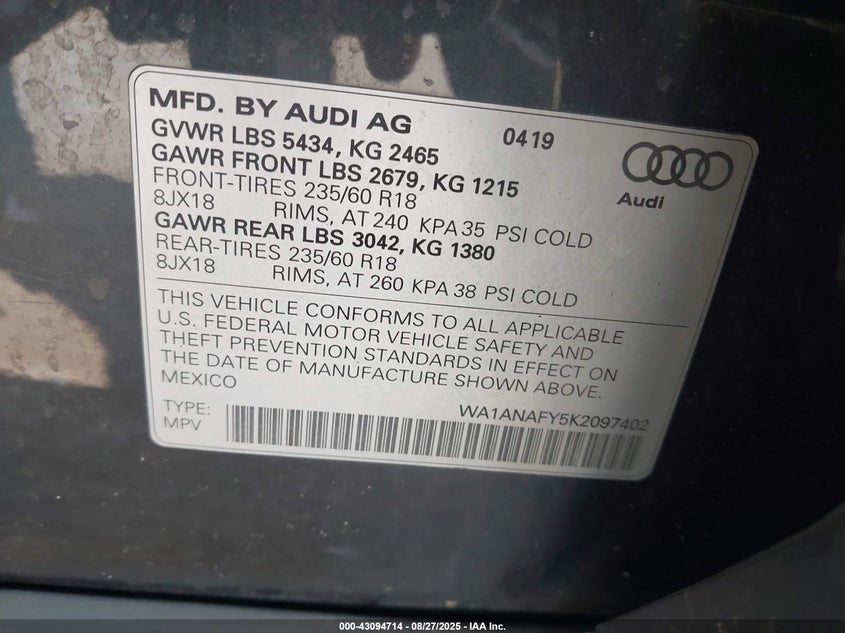 MFD. BY AUDI AG 0419
GVWR LBS 5434, KG 2465
GAWR FRONT LBS 2679, KG 1215
FRONT-TIRES 235/60 R18
8JX18 RIMS, AT 240 KPA 35 PSI COLD
GAWR REAR LBS 3042, KG 1380
REAR-TIRES 235/60 R18
8JX18 RIMS, AT 260 KPA 38 PSI COLD
Audi
THIS VEHICLE CONFORMS TO ALL APPLICABLE
U.S. FEDERAL MOTOR VEHICLE SAFETY AND
THEFT PREVENTION STANDARDS IN EFFECT ON
THE DATE OF MANUFACTURE SHOWN ABOVE.
MEXICO
TYPE: WA1ANAFY5K2097402
MPV
000-43094714 - 08/27/2025 - IAA Inc.